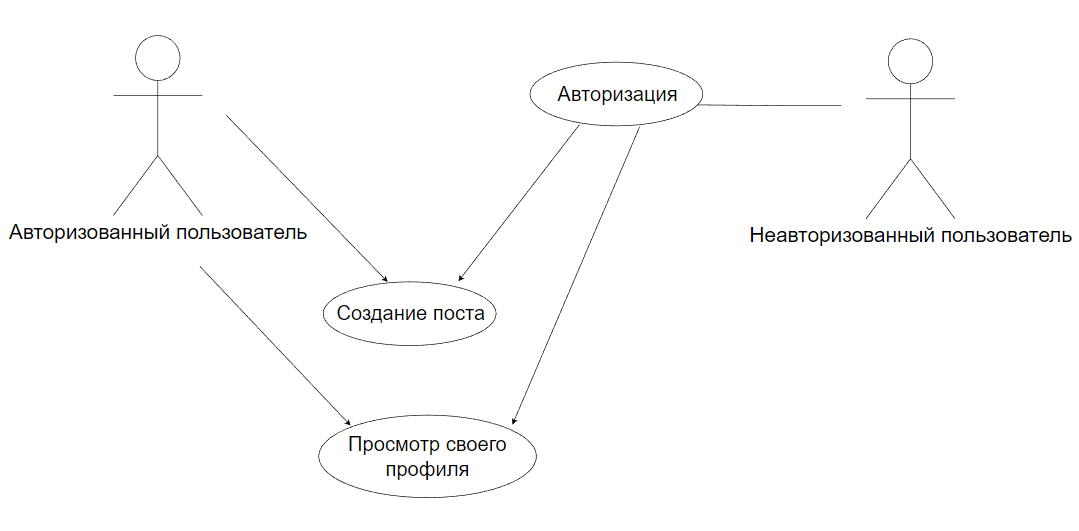 Авторизация
Авторизованный пользователь
Неавторизованный пользователь
Создание поста
Просмотр своего
профиля